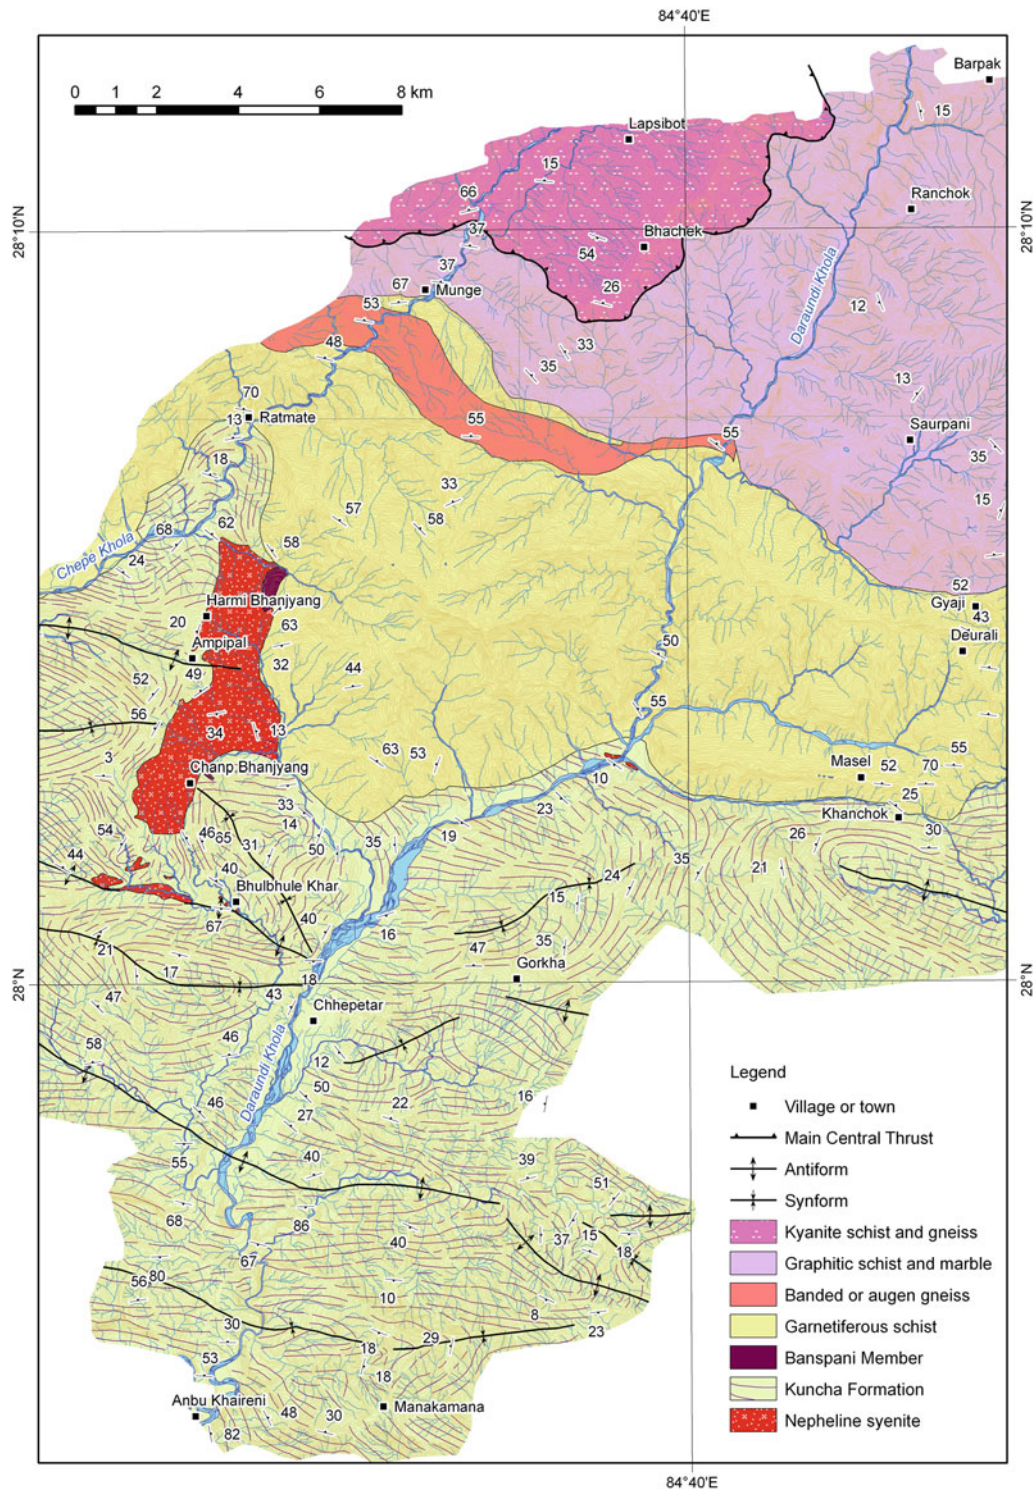 84°40'E
Barpak
0 2 4 6 8 km
Lapsibot
15
15
66
Ranchok
28°10'N
28°10'N
37
Bhachek
54
37
67
26
Munge
Daraundi Khola
12
53
48
33
35
13
70
13
Ratmate
55
55
Saurpani
35
18
33
15
57
58
62
68
58
Chepe Khola
24
52
Harmi Bhanjyang
Gyaji
20
63
43
Deurali
Ampipal
50
49
32
44
52
56
55
34
13
3
63
53
55
Chanp Bhanjyang
10
Masel
52
70
33
23
25
14
Khanchok
54
46
65
31
50
35
19
26
30
44
40
35
21
24
Bhulbhule Khar
15
67
40
16
21
47
35
17
Gorkha
28°N
18
28°N
47
43
Chhepetar
58
46
12
Daraundi Khola
50
Legend
46
27
22
16
Village or town
Main Central Thrust
55
40
39
Antiform
51
Synform
68
86
Kyanite schist and gneiss
67
40
37
15
18
Graphitic schist and marble
56
80
10
Banded or augen gneiss
8
30
23
Garnetiferous schist
18
29
53
18
Banspani Member
Anbu Khaireni
Kuncha Formation
48
30
Manakamana
82
Nepheline syenite
84°40'E